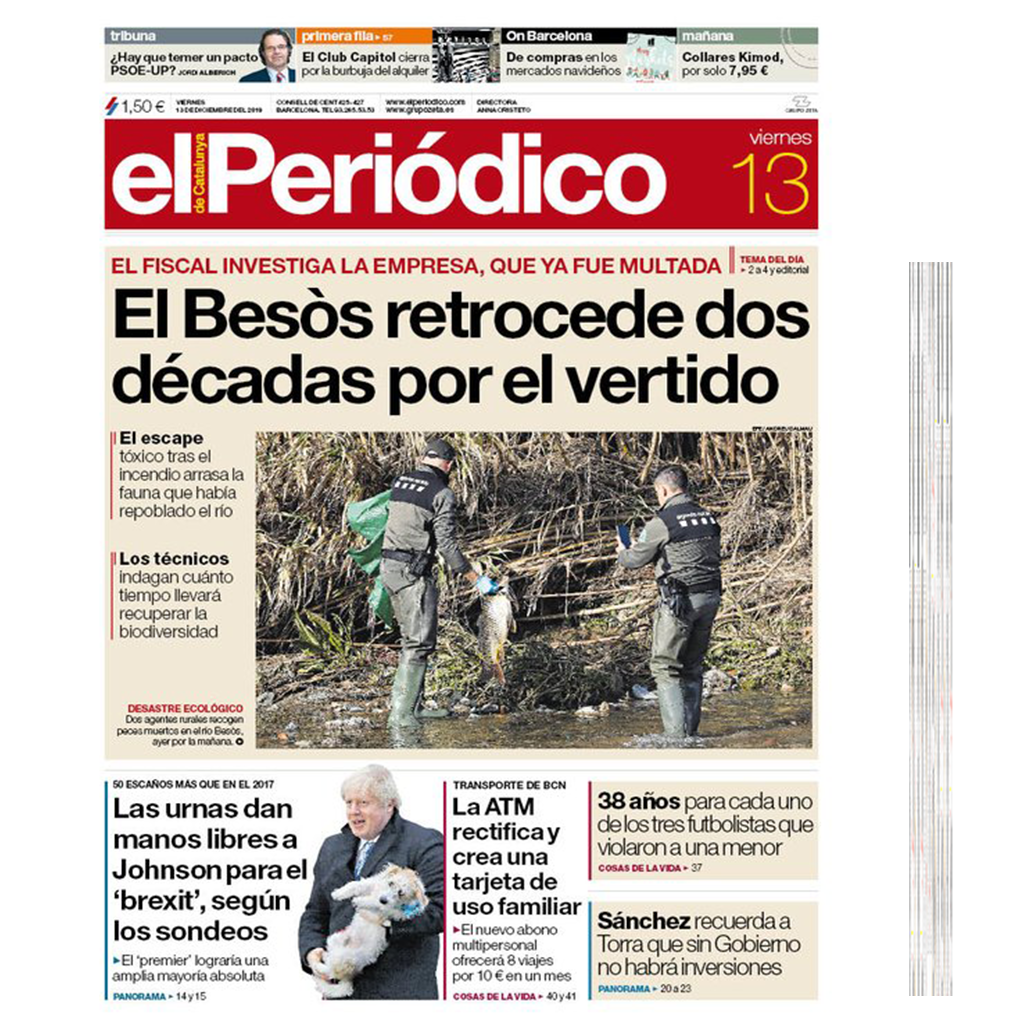 tribuna
¿Hay que temer un pacto
PSOE-UP? JORDI ALBERICH
primera fila ▸ 57
El Club Capitol cierra
por la burbuja del alquiler
On Barcelona
De compras en los
mercados navideños
mañana
Collares Kimod,
por solo 7,95 €
1,50 €
VIERNES
13 DE DICIEMBRE DEL 2019
CONSELL DE CENT 425-427
BARCELONA. TEL 93.265.53.53
www.elperiodico.com
www.grupozeta.es
DIRECTORA
ANNA CRISTETO
GRUPO ZETA
el Periódico
de Catalunya
viernes
13
EL FISCAL INVESTIGA LA EMPRESA, QUE YA FUE MULTADA
TEMA DEL DÍA
▸ 2 a 4 y editorial
El Besòs retrocede dos
décadas por el vertido
EFE / ANDREU DALMAU
El escape
tóxico tras el
incendio arrasa la
fauna que había
repoblado el río
Los técnicos
indagan cuánto
tiempo llevará
recuperar la
biodiversidad
DESASTRE ECOLÓGICO
Dos agentes rurales recogen
peces muertos en el río Besòs,
ayer por la mañana.
50 ESCAÑOS MÁS QUE EN EL 2017
Las urnas dan
manos libres a
Johnson para el
‘brexit’, según
los sondeos
▸El ‘premier’ lograría una
amplia mayoría absoluta
PANORAMA ▸ 14 y 15
TRANSPORTE DE BCN
La ATM
rectifica y
crea una
tarjeta de
uso familiar
▸El nuevo abono
multipersonal
ofrecerá 8 viajes
por 10 € en un mes
COSAS DE LA VIDA ▸ 40 y 41
38 años para cada uno
de los tres futbolistas que
violaron a una menor
COSAS DE LA VIDA ▸ 37
Sánchez recuerda a
Torra que sin Gobierno
no habrá inversiones
PANORAMA ▸ 20 a 23